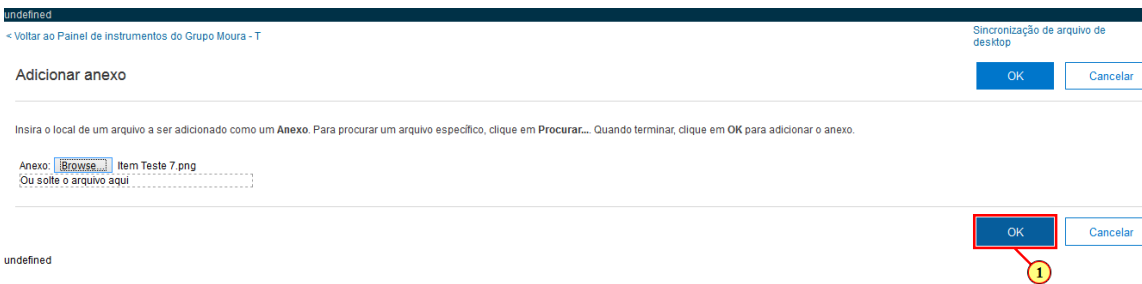 undefined
< Voltar ao Painel de instrumentos do Grupo Moura - T
Sincronização de arquivo de
desktop
Adicionar anexo
OK
Cancelar
Insira o local de um arquivo a ser adicionado como um Anexo. Para procurar um arquivo específico, clique em Procurar.... Quando terminar, clique em OK para adicionar o anexo.
Anexo: Browse... Item Teste 7.png
Ou solte o arquivo aqui
OK
Cancelar
undefined
1